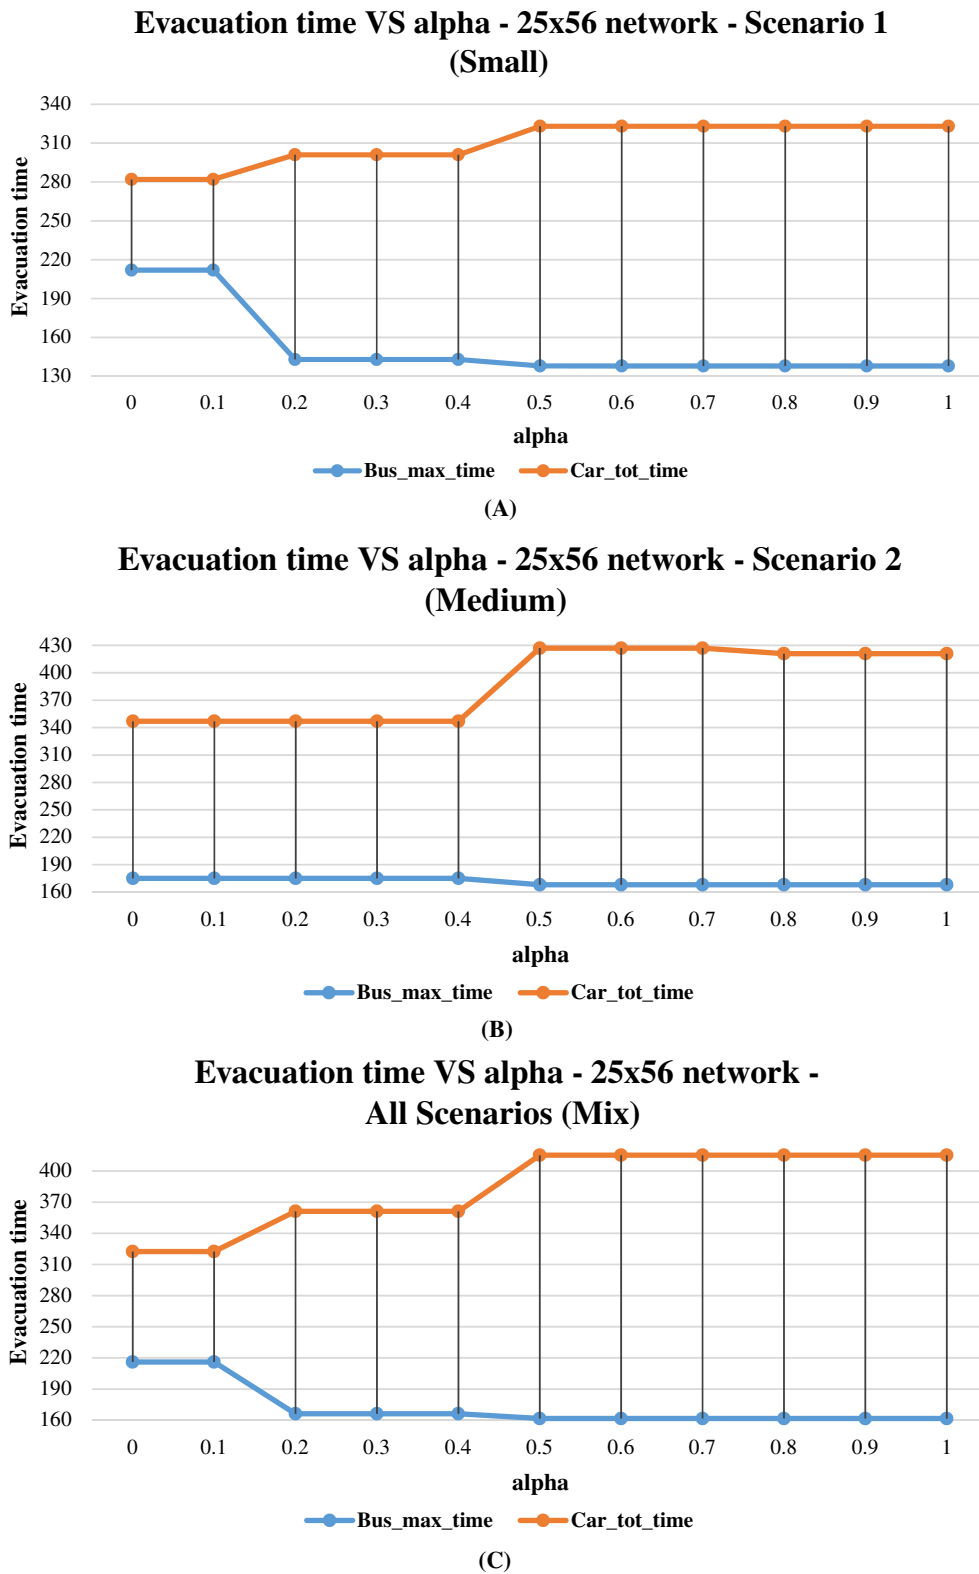 Evacuation time VS alpha - 25x56 network - Scenario 1
(Small)
340
310
280
250
220
190
160
130
Evacuation time
0 0.1 0.2 0.3 0.4 0.5 0.6 0.7 0.8 0.9 1
alpha
Bus_max_time Car_tot_time
(A)
Evacuation time VS alpha - 25x56 network - Scenario 2
(Medium)
430
400
370
340
310
280
250
220
190
160
Evacuation time
0 0.1 0.2 0.3 0.4 0.5 0.6 0.7 0.8 0.9 1
alpha
Bus_max_time Car_tot_time
(B)
Evacuation time VS alpha - 25x56 network -
All Scenarios (Mix)
400
370
340
310
280
250
220
190
160
Evacuation time
0 0.1 0.2 0.3 0.4 0.5 0.6 0.7 0.8 0.9 1
alpha
Bus_max_time Car_tot_time
(C)